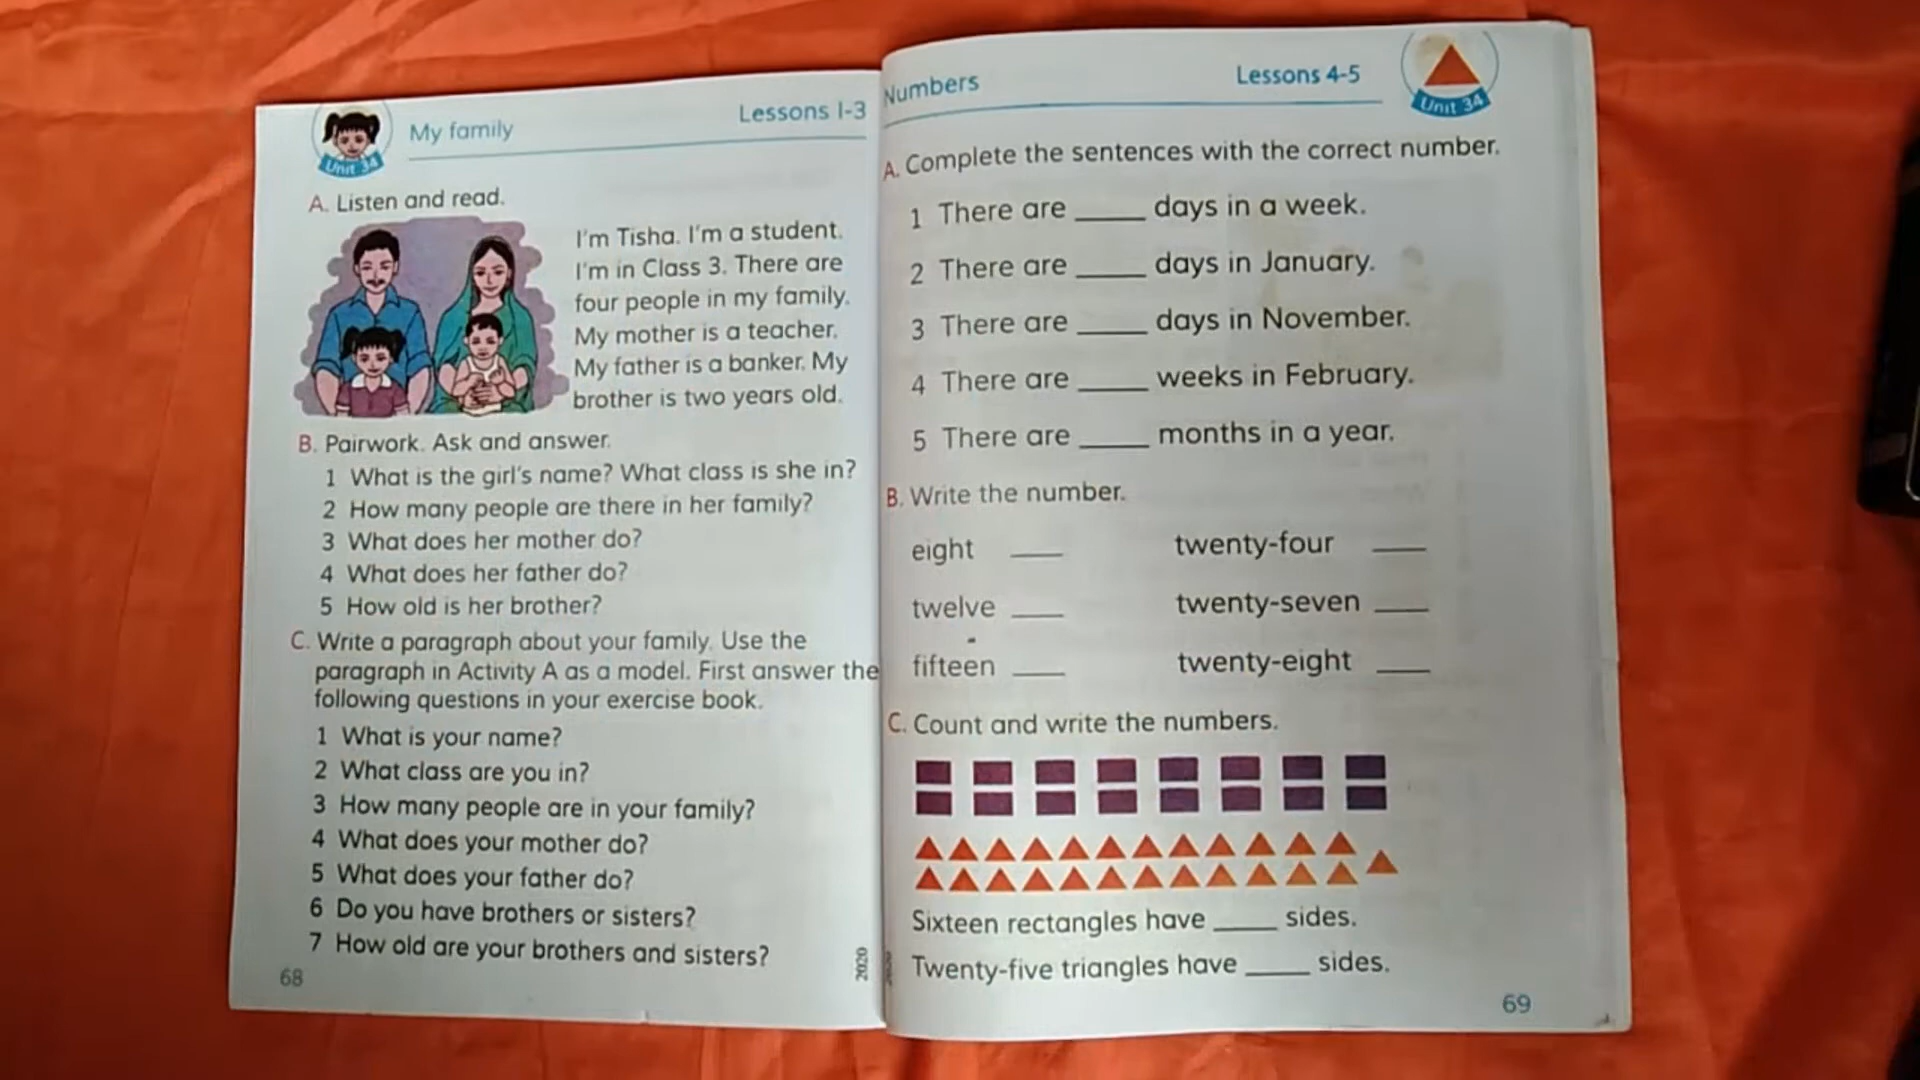 My family
Lessons 1-3
Unit 34
A. Listen and read.
I'm Tisha. I'm a student.
I'm in Class 3. There are
four people in my family.
My mother is a teacher.
My father is a banker. My
brother is two years old.
B. Pairwork. Ask and answer.
1 What is the girl's name? What class is she in?
2 How many people are there in her family?
3 What does her mother do?
4 What does her father do?
5 How old is her brother?
C. Write a paragraph about your family. Use the
paragraph in Activity A as a model. First answer the
following questions in your exercise book.
1 What is your name?
2 What class are you in?
3 How many people are in your family?
4 What does your mother do?
5 What does your father do?
6 Do you have brothers or sisters?
7 How old are your brothers and sisters?
68
2020
Numbers
Lessons 4-5
Unit 34
A. Complete the sentences with the correct number.
1 There are _____ days in a week.
2 There are _____ days in January.
3 There are _____ days in November.
4 There are _____ weeks in February.
5 There are _____ months in a year.
B. Write the number.
eight ____ twenty-four ____
twelve ____ twenty-seven ____
fifteen ____ twenty-eight ____
C. Count and write the numbers.
Sixteen rectangles have _____ sides.
Twenty-five triangles have _____ sides.
2020
69